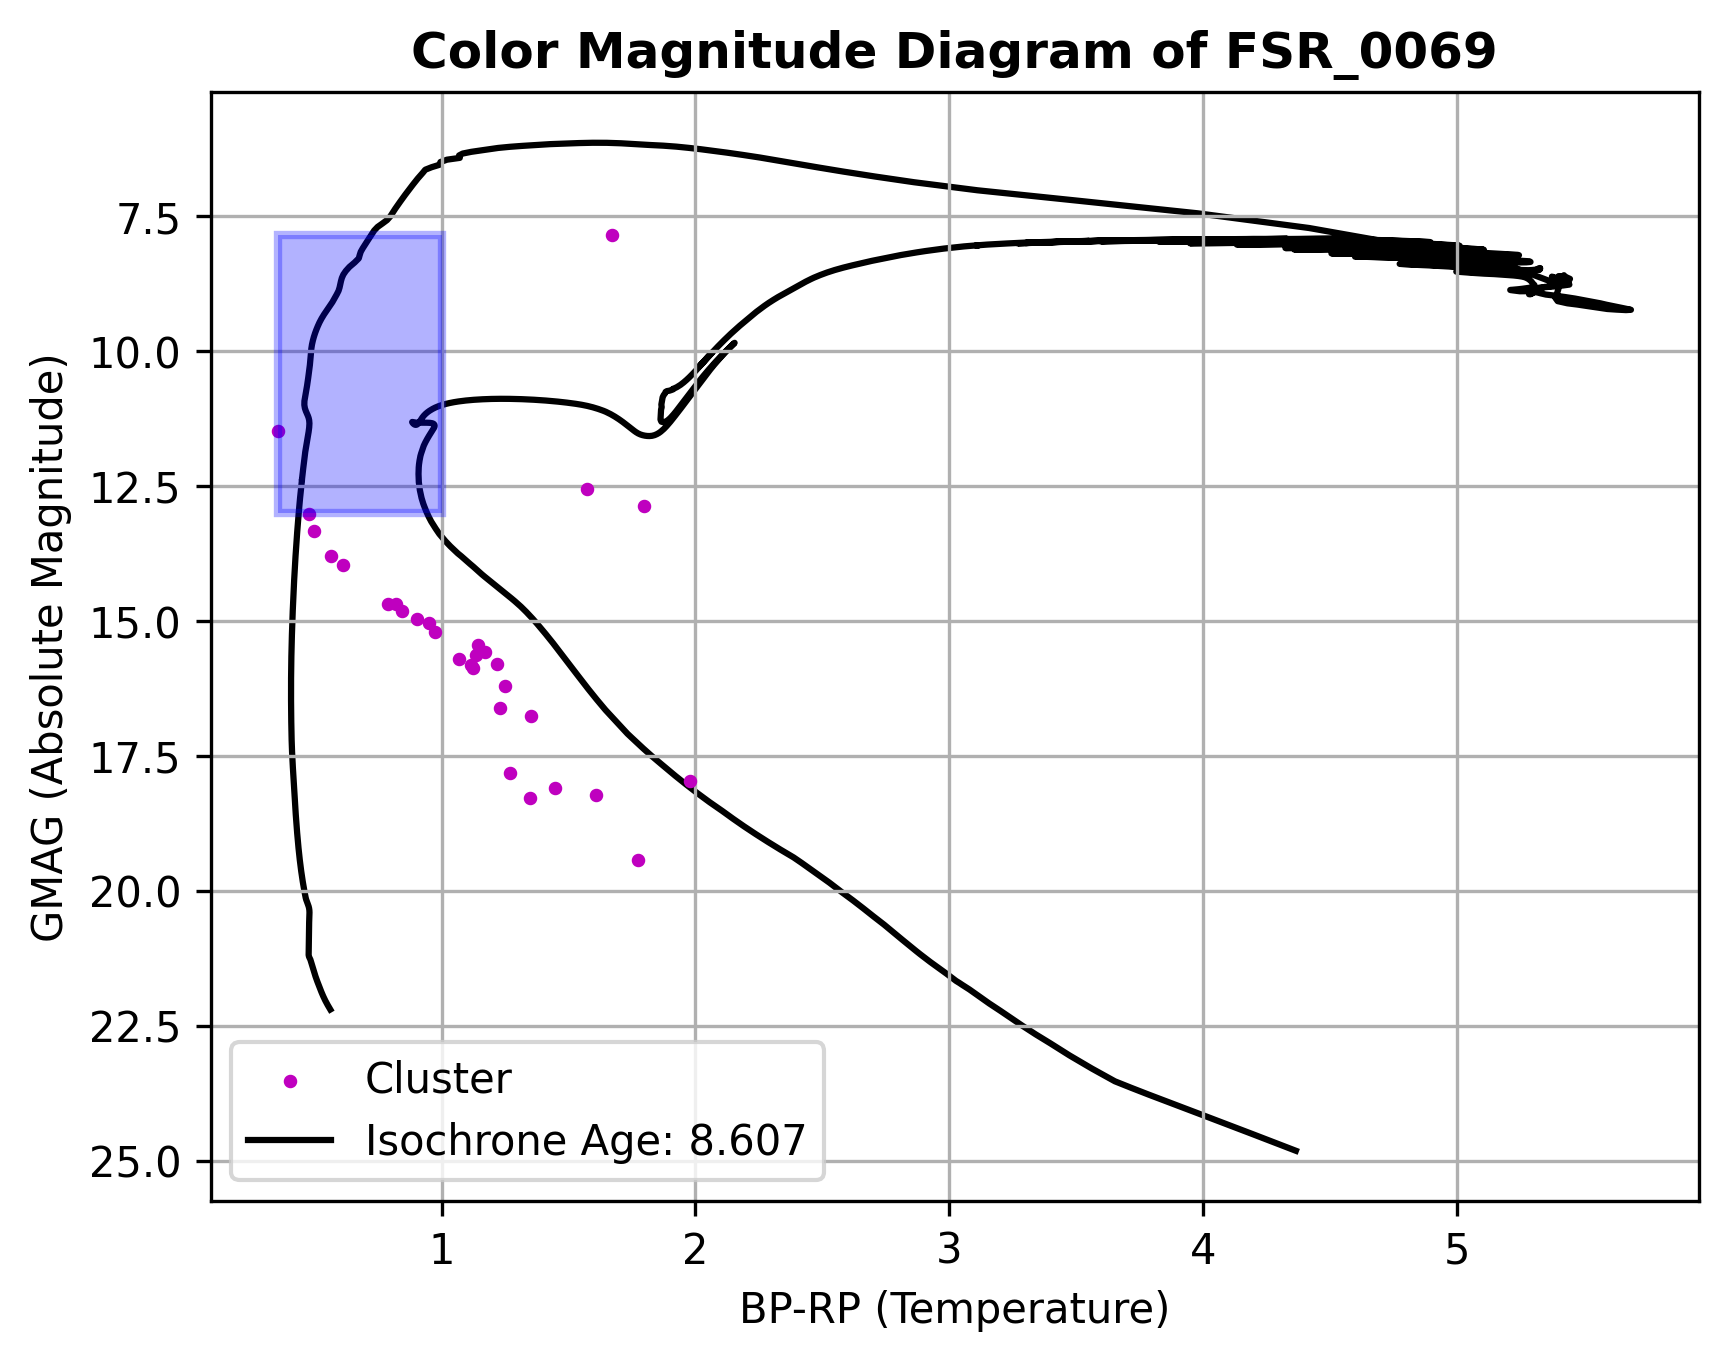 Color Magnitude Diagram of FSR_0069
GMAG (Absolute Magnitude)
7.5
10.0
12.5
15.0
17.5
20.0
22.5
25.0
Cluster
Isochrone Age: 8.607
1 2 3 4 5
BP-RP (Temperature)